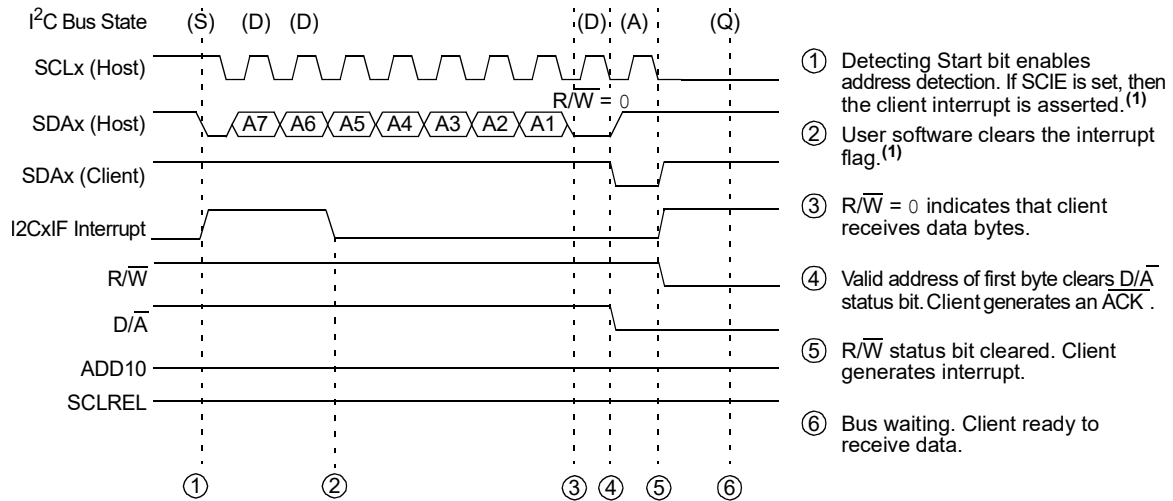 I²C Bus State (S) (D) (D) (D) (A) (Q)
SCLx (Host)
R/W̅ = 0
SDAx (Host) A7 A6 A5 A4 A3 A2 A1
SDAx (Client)
I2CxIF Interrupt
R/W̅
D/A̅
ADD10
SCLREL
① ② ③ ④ ⑤ ⑥
① Detecting Start bit enables
address detection. If SCIE is set, then
the client interrupt is asserted.(1)
② User software clears the interrupt
flag.(1)
③ R/W̅ = 0 indicates that client
receives data bytes.
④ Valid address of first byte clears D/A̅
status bit. Client generates an A̅C̅K̅ .
⑤ R/W̅ status bit cleared. Client
generates interrupt.
⑥ Bus waiting. Client ready to
receive data.